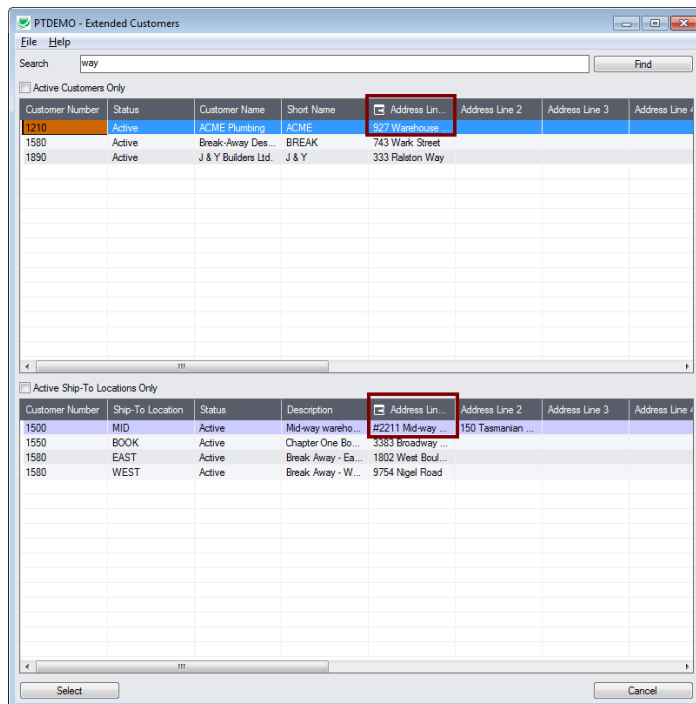 PTDEMO - Extended Customers
File Help
Search way Find
Active Customers Only
Customer Number Status Customer Name Short Name Address Lin... Address Line 2 Address Line 3 Address Line 4
1210 Active ACME Plumbing ACME 927 Warehouse ...
1580 Active Break-Away Des... BREAK 743 Wark Street
1890 Active J & Y Builders Ltd. J & Y 333 Ralston Way
Active Ship-To Locations Only
Customer Number Ship-To Location Status Description Address Lin... Address Line 2 Address Line 3 Address Line 4
1500 MID Active Mid-way wareho... #2211 Mid-way ... 150 Tasmanian ...
1550 BOOK Active Chapter One Bo... 3383 Broadway ...
1580 EAST Active Break Away - Ea... 1802 West Boul...
1580 WEST Active Break Away - W... 9754 Nigel Road
Select Cancel